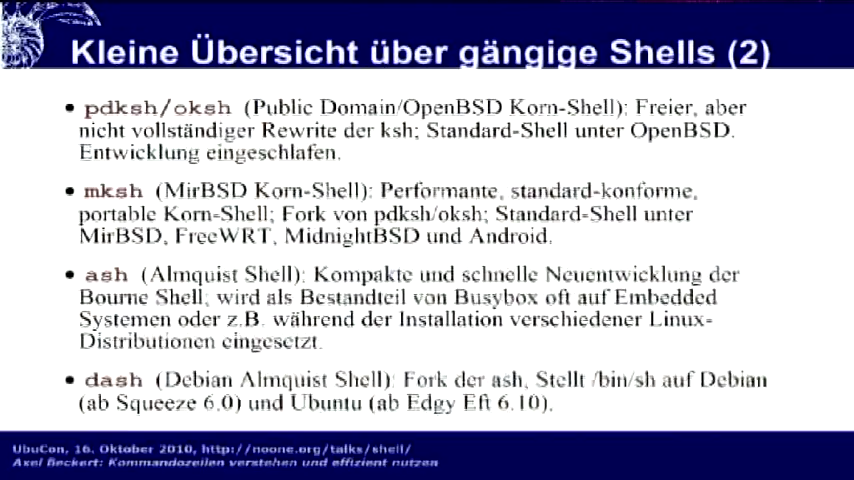 Kleine Übersicht über gängige Shells (2)
• pdksh/oksh (Public Domain/OpenBSD Korn-Shell): Freier, aber
nicht vollständiger Rewrite der ksh; Standard-Shell unter OpenBSD.
Entwicklung eingeschlafen.
• mksh (MirBSD Korn-Shell): Performante, standard-konforme,
portable Korn-Shell; Fork von pdksh/oksh; Standard-Shell unter
MirBSD, FreeWRT, MidnightBSD und Android.
• ash (Almquist Shell): Kompakte und schnelle Neuentwicklung der
Bourne Shell; wird als Bestandteil von Busybox oft auf Embedded
Systemen oder z.B. während der Installation verschiedener Linux-
Distributionen eingesetzt.
• dash (Debian Almquist Shell): Fork der ash, Stellt /bin/sh auf Debian
(ab Squeeze 6.0) und Ubuntu (ab Edgy Eft 6.10).
UbuCon, 16. Oktober 2010, http://noone.org/talks/shell/
Axel Beckert: Kommandozeilen verstehen und effizient nutzen